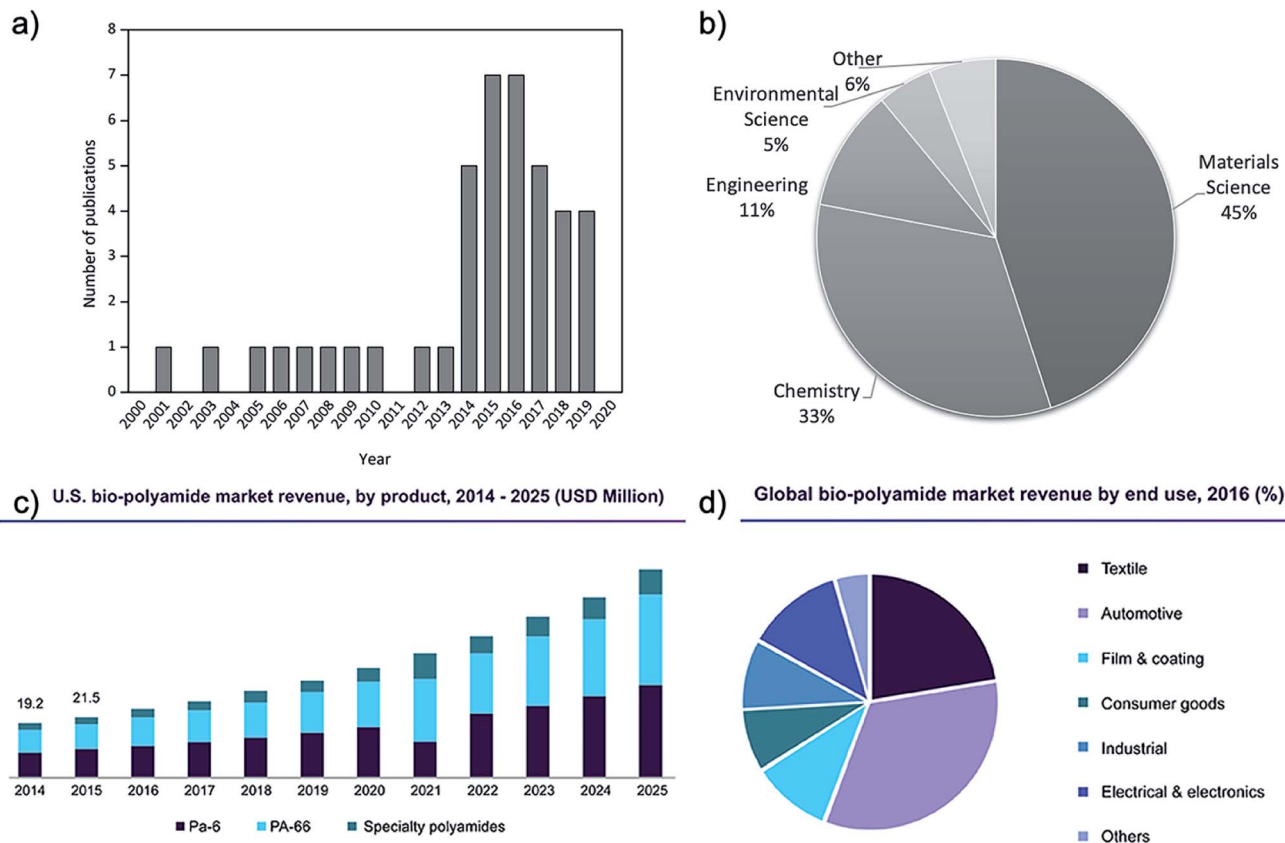 a)
8
7
6
5
4
3
2
1
0
Number of publications
2000
2001
2002
2003
2004
2005
2006
2007
2008
2009
2010
2011
2012
2013
2014
2015
2016
2017
2018
2019
2020
Year
b)
Other
6%
Environmental
Science
5%
Engineering
11%
Chemistry
33%
Materials
Science
45%
c)
U.S. bio-polyamide market revenue, by product, 2014 - 2025 (USD Million)
19.2
21.5
2014 2015 2016 2017 2018 2019 2020 2021 2022 2023 2024 2025
Pa-6 PA-66 Specialty polyamides
d)
Global bio-polyamide market revenue by end use, 2016 (%)
Textile
Automotive
Film & coating
Consumer goods
Industrial
Electrical & electronics
Others